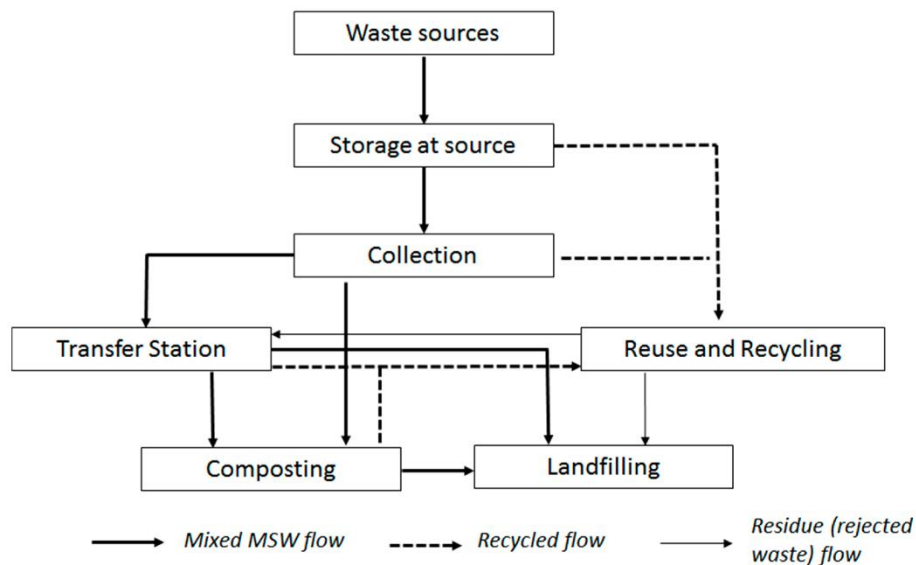 Waste sources
Storage at source
Collection
Transfer Station
Reuse and Recycling
Composting
Landfilling
Mixed MSW flow
Recycled flow
Residue (rejected
waste) flow